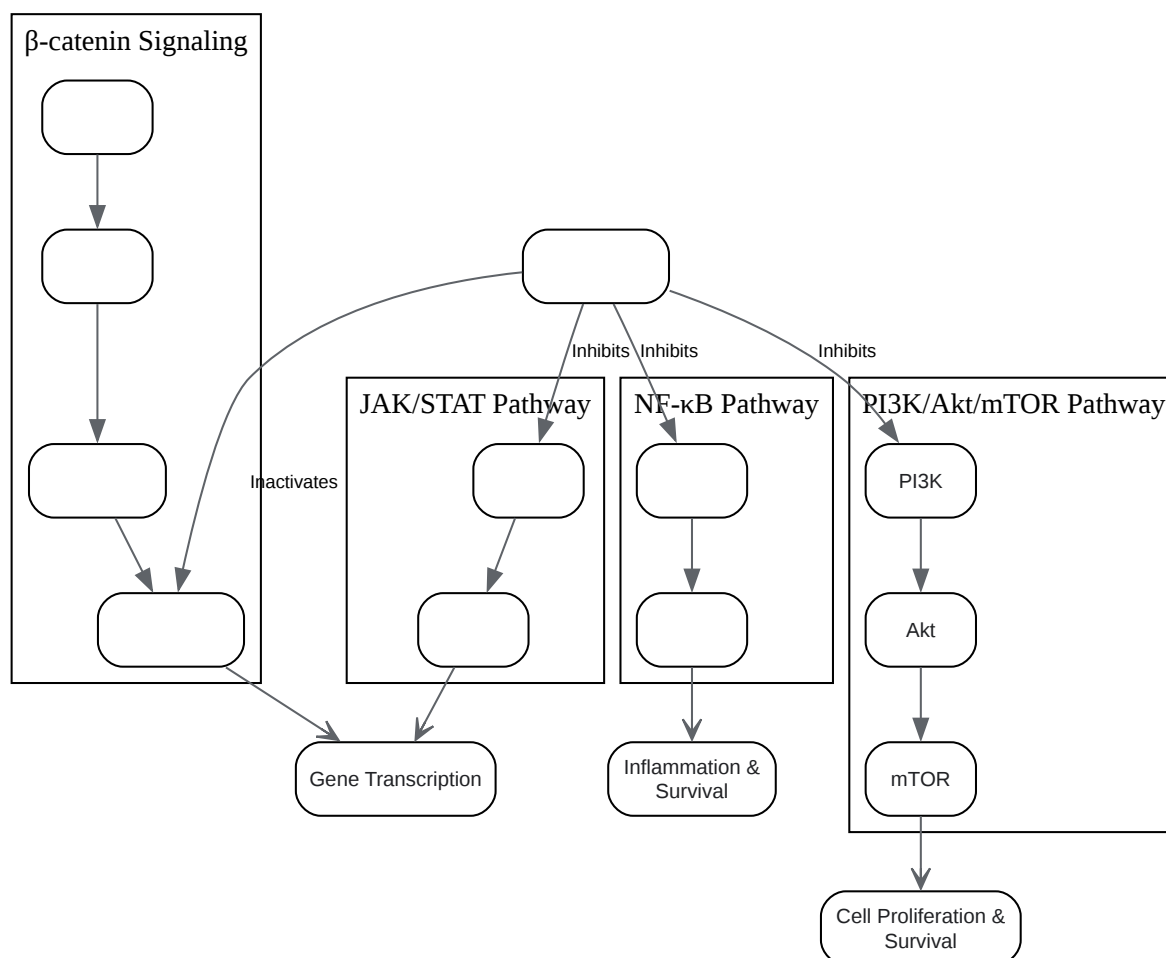 β-catenin Signaling
Inhibits
Inhibits
Inhibits
JAK/STAT Pathway
NF-κB Pathway
PI3K/Akt/mTOR Pathway
Inactivates
PI3K
Akt
Gene Transcription
Inflammation &
Survival
mTOR
Cell Proliferation &
Survival